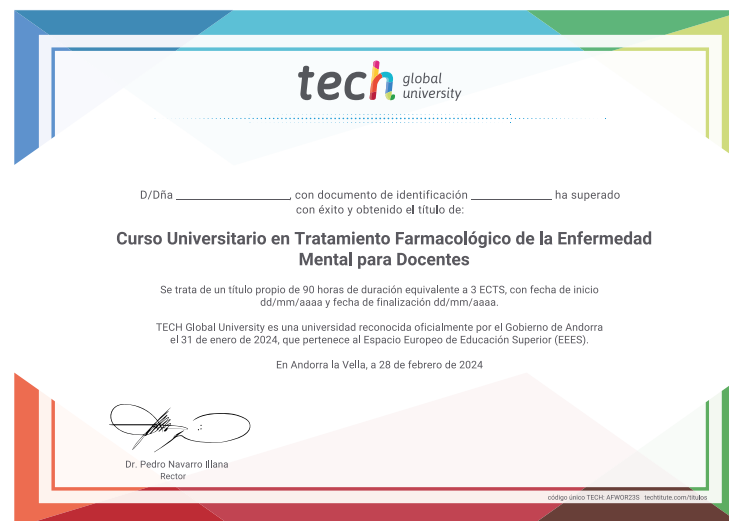 tech global university
D/Dña ____________________, con documento de identificación ______________ ha superado
con éxito y obtenido el título de:
Curso Universitario en Tratamiento Farmacológico de la Enfermedad
Mental para Docentes
Se trata de un título propio de 90 horas de duración equivalente a 3 ECTS, con fecha de inicio
dd/mm/aaaa y fecha de finalización dd/mm/aaaa.
TECH Global University es una universidad reconocida oficialmente por el Gobierno de Andorra
el 31 de enero de 2024, que pertenece al Espacio Europeo de Educación Superior (EEES).
En Andorra la Vella, a 28 de febrero de 2024
Dr. Pedro Navarro Illana
Rector
código único TECH: AFWOR23S techtitute.com/titulos